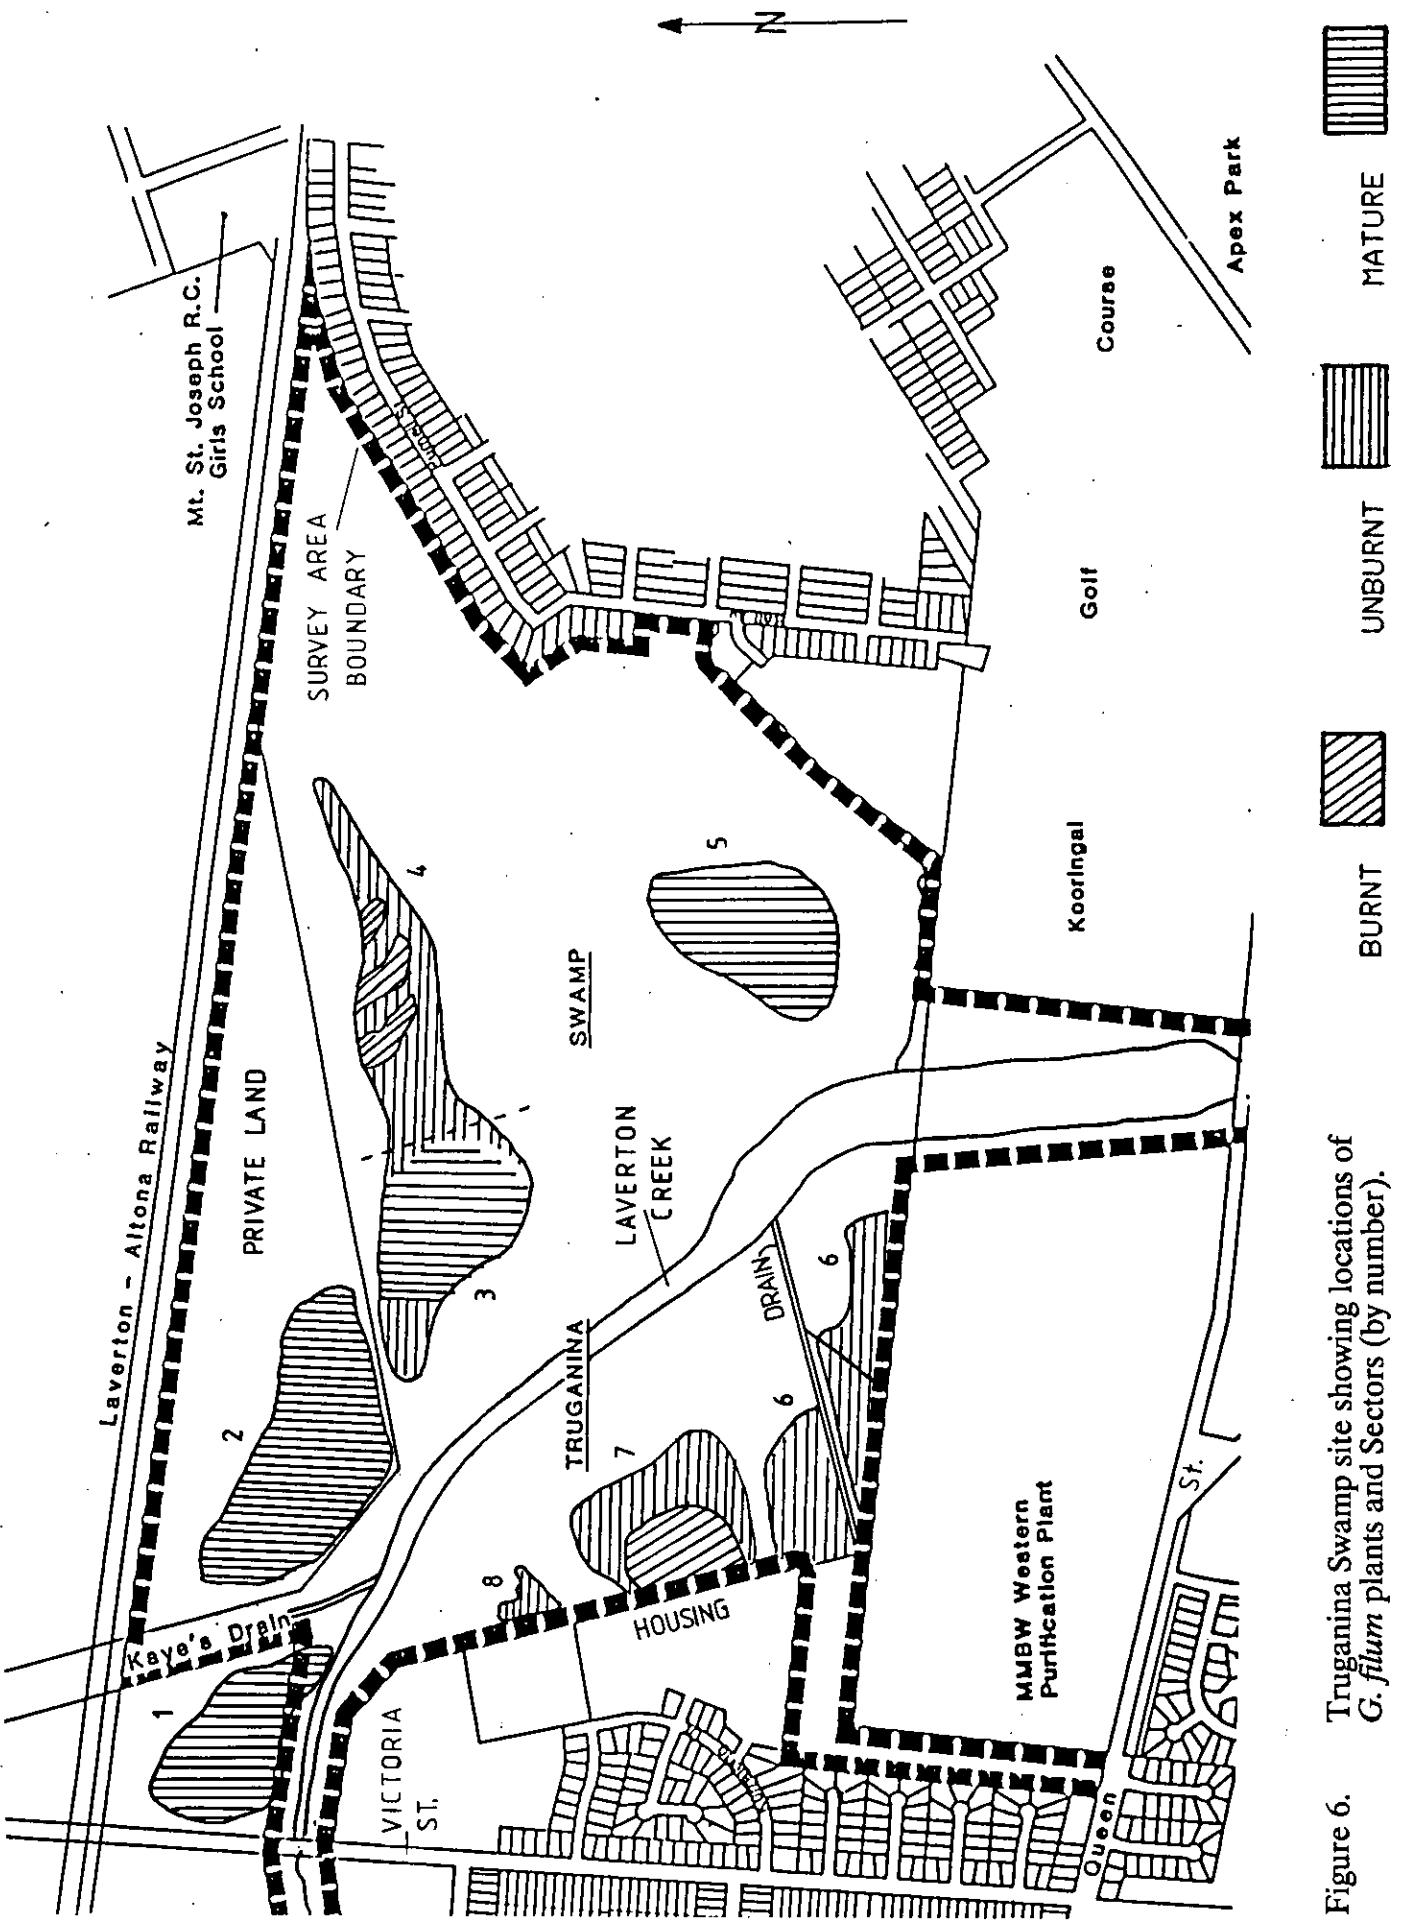 N
Mt. St. Joseph R.C.
Girls School
Laverton – Altona Railway
SURVEY AREA
BOUNDARY
PRIVATE LAND
Kaye's Drain
1
2
3
4
5
6
6
7
8
SWAMP
TRUGANINA
LAVERTON
CREEK
DRAIN
HOUSING
VICTORIA
ST.
MMBW Western
Purification Plant
Kooringal
Golf
Course
Apex Park
Queen
St.
BURNT
UNBURNT
MATURE
Figure 6. Truganina Swamp site showing locations of
G. filum plants and Sectors (by number).